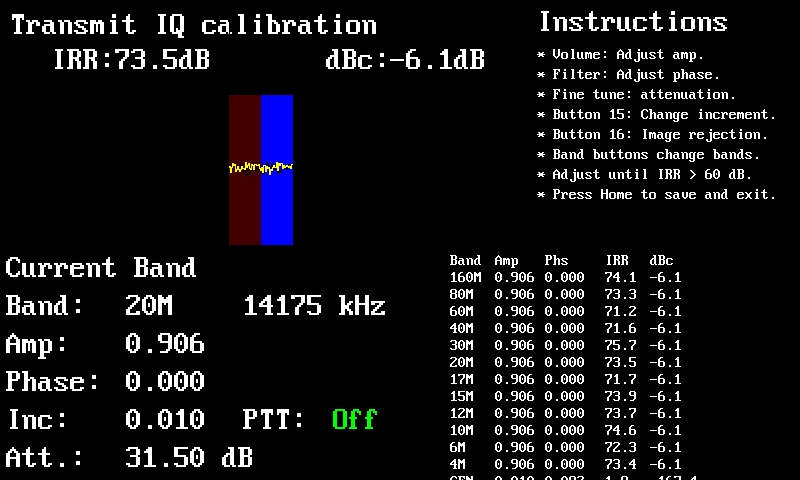 Transmit IQ calibration
IRR:73.5dB dBc:-6.1dB
Instructions
* Volume: Adjust amp.
* Filter: Adjust phase.
* Fine tune: attenuation.
* Button 15: Change increment.
* Button 16: Image rejection.
* Band buttons change bands.
* Adjust until IRR > 60 dB.
* Press Home to save and exit.
Current Band
Band: 20M 14175 kHz
Amp: 0.906
Phase: 0.000
Inc: 0.010 PTT: Off
Att.: 31.50 dB
Band Amp Phs IRR dBc
160M 0.906 0.000 74.1 -6.1
80M 0.906 0.000 73.3 -6.1
60M 0.906 0.000 71.2 -6.1
40M 0.906 0.000 71.6 -6.1
30M 0.906 0.000 75.7 -6.1
20M 0.906 0.000 73.5 -6.1
17M 0.906 0.000 71.7 -6.1
15M 0.906 0.000 73.9 -6.1
12M 0.906 0.000 73.7 -6.1
10M 0.906 0.000 74.6 -6.1
6M 0.906 0.000 72.3 -6.1
4M 0.906 0.000 73.4 -6.1